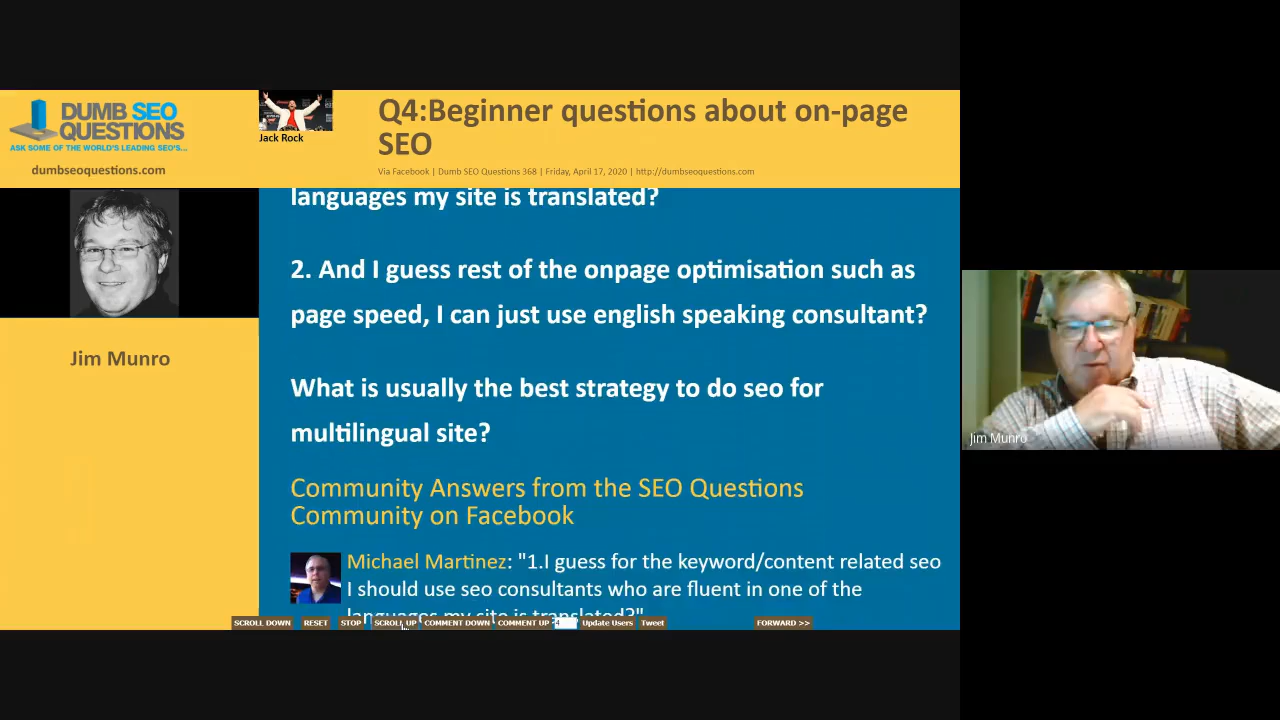 DUMB SEO
QUESTIONS
ASK SOME OF THE WORLD'S LEADING SEO'S...
dumbseoquestions.com
Jack Rock
Q4:Beginner questions about on-page
SEO
Via Facebook | Dumb SEO Questions 368 | Friday, April 17, 2020 | http://dumbseoquestions.com
Jim Munro
languages my site is translated?
2. And I guess rest of the onpage optimisation such as
page speed, I can just use english speaking consultant?
What is usually the best strategy to do seo for
multilingual site?
Community Answers from the SEO Questions
Community on Facebook
Michael Martinez: "1.I guess for the keyword/content related seo
I should use seo consultants who are fluent in one of the
languages my site is translated?"
SCROLL DOWN RESET STOP SCROLL UP COMMENT DOWN COMMENT UP 4 Update Users Tweet FORWARD >>
Jim Munro